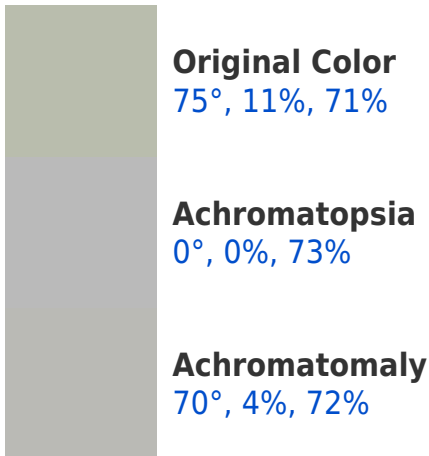 Original Color
75°, 11%, 71%
Achromatopsia
0°, 0%, 73%
Achromatomaly
70°, 4%, 72%